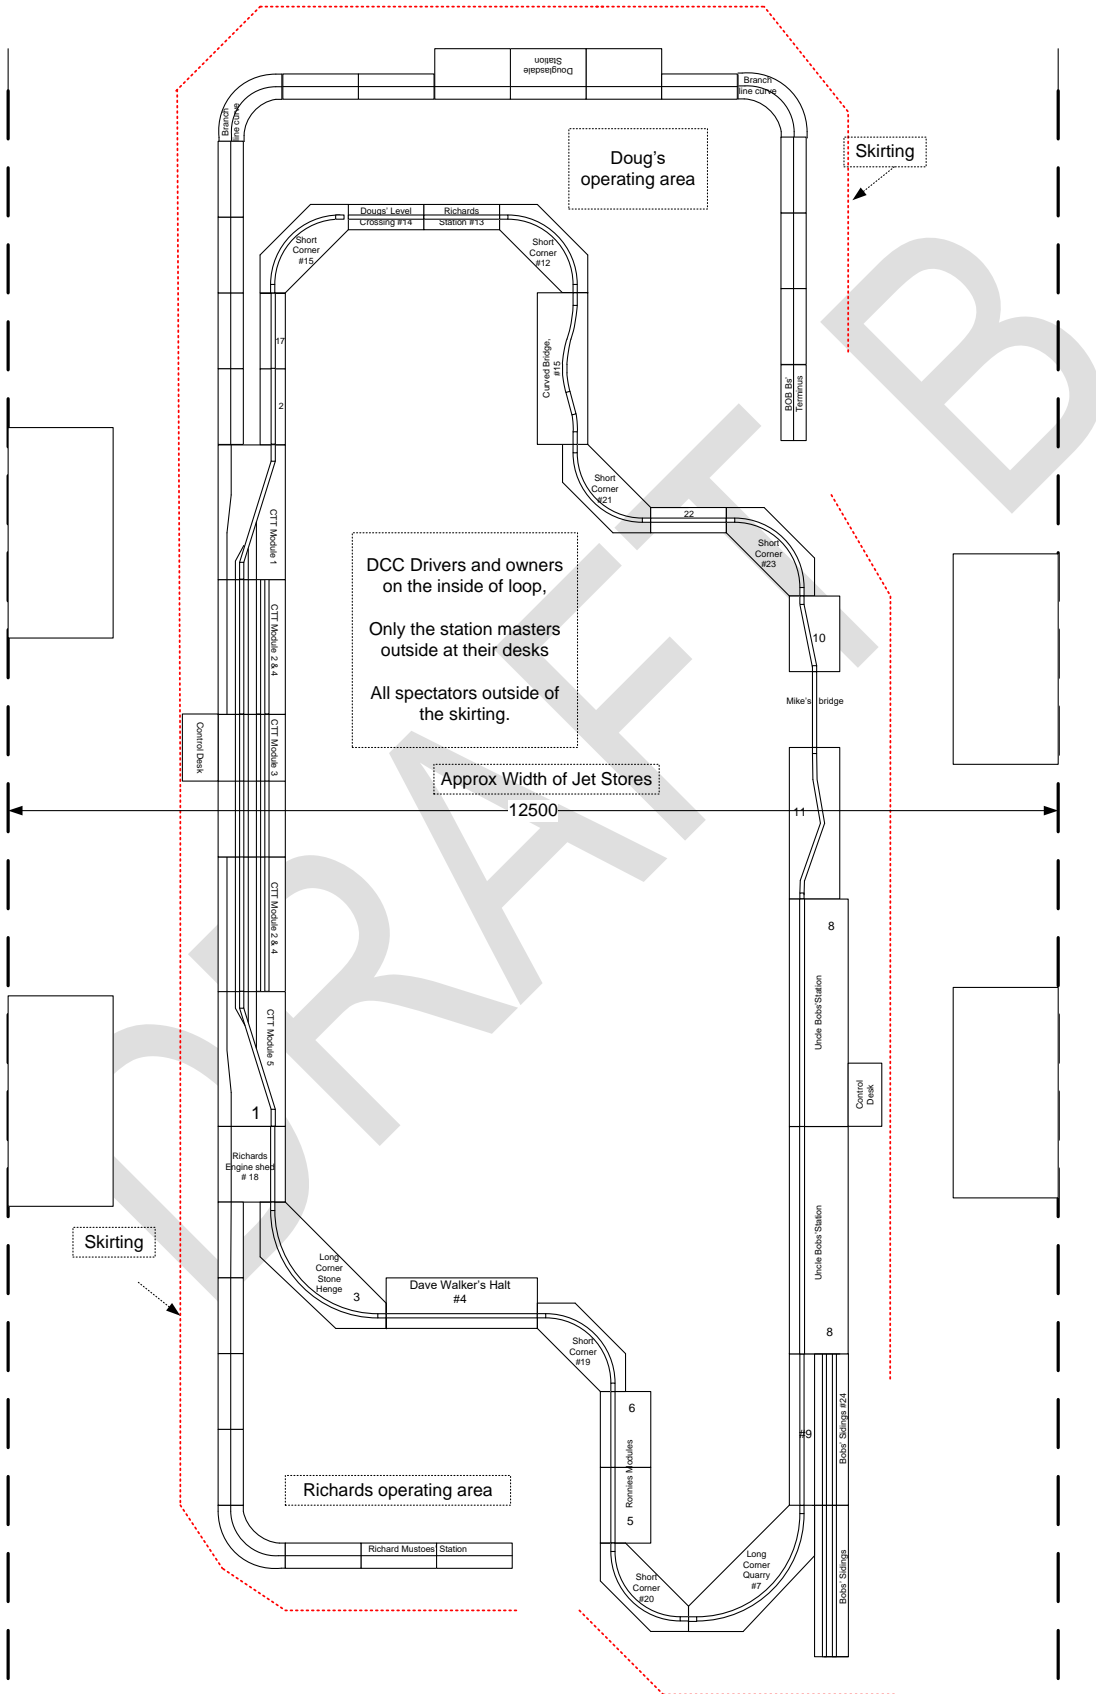 Douglasdale
Station
Branch
line curve
Branch
line curve
Doug's
operating area
Skirting
Dougs' Level
Crossing #14
Richards
Station #13
Short
Corner
#15
Short
Corner
#12
17
2
Curved Bridge,
#15
BOB Bs'
Terminus
Short
Corner
#21
22
Short
Corner
#23
CTT Module 1
DCC Drivers and owners
on the inside of loop,
Only the station masters
outside at their desks
All spectators outside of
the skirting.
CTT Module 2 & 4
10
Mike's bridge
Control Desk
CTT Module 3
Approx Width of Jet Stores
12500
11
CTT Module 2 & 4
8
Uncle Bobs'Station
CTT Module 5
1
Control
Desk
Richards
Engine shed
# 18
Skirting
Long
Corner
Stone
Henge
3
Dave Walker's Halt
#4
Uncle Bobs'Station
8
Short
Corner
#19
6
Ronnies Modules
5
#9
Bobs' Sidings #24
Richards operating area
Richard Mustoes' Station
Short
Corner
#20
Long
Corner
Quarry
#7
Bobs' Sidings
DRAFT B